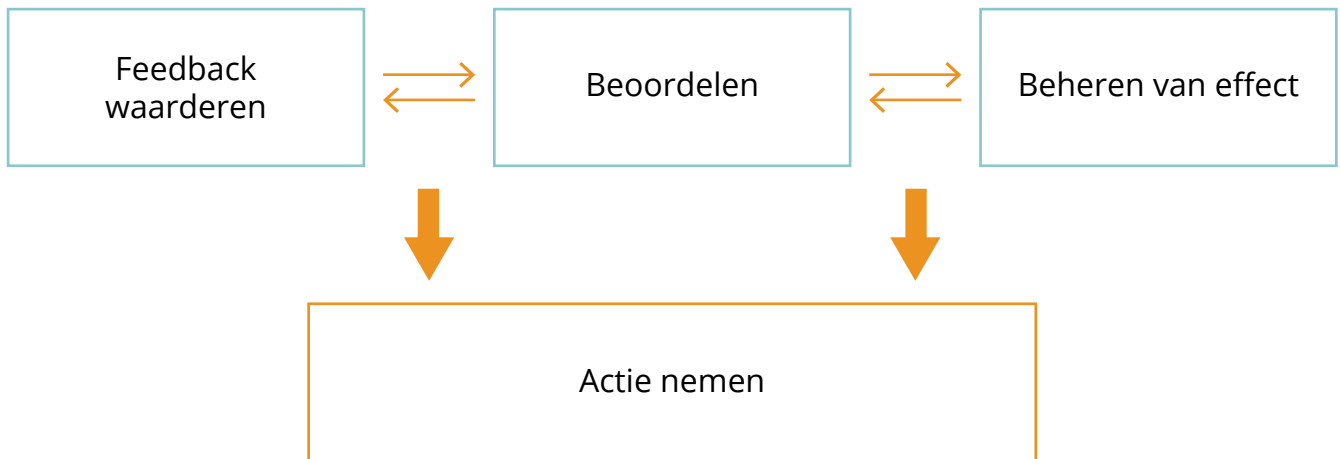 Feedback
waarderen
Beoordelen
Beheren van effect
Actie nemen